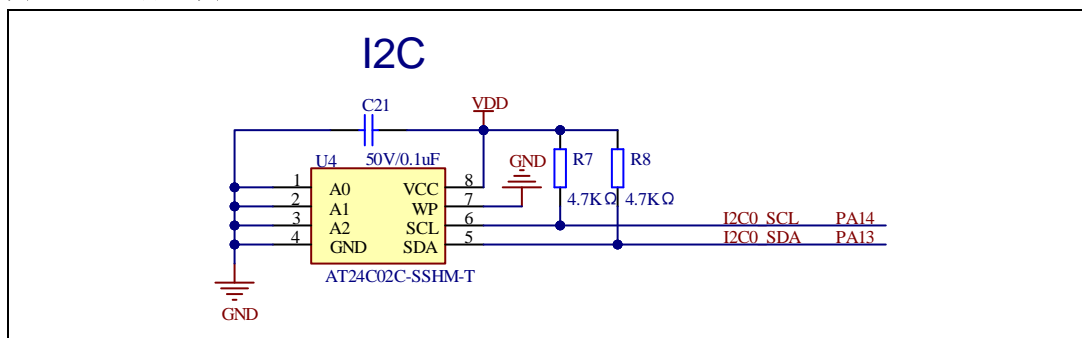 I2C
C21
VDD
U4
50V/0.1uF
GND
R7
R8
1
A0
VCC
8
2
A1
WP
7
4.7KΩ
4.7KΩ
3
A2
SCL
6
I2C0_SCL
PA14
4
GND
SDA
5
I2C0_SDA
PA13
AT24C02C-SSHM-T
GND